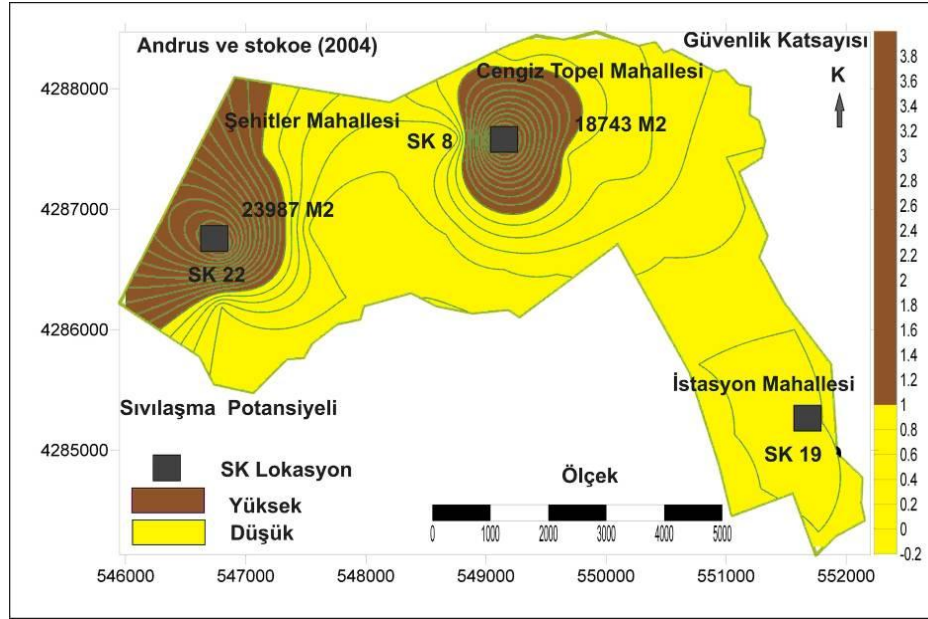 Andrus ve stokoe (2004)
Güvenlik Katsayısı
Cengiz Topel Mahallesi
K
Şehitler Mahallesi
SK 8
18743 M2
23987 M2
SK 22
İstasyon Mahallesi
SK 19
Sıvılaşma Potansiyeli
SK Lokasyon
Yüksek
Düşük
Ölçek
0 1000 2000 3000 4000 5000
4288000
4287000
4286000
4285000
546000 547000 548000 549000 550000 551000 552000
3.8
3.6
3.4
3.2
3
2.8
2.6
2.4
2.2
2
1.8
1.6
1.4
1.2
1
0.8
0.6
0.4
0.2
0
-0.2